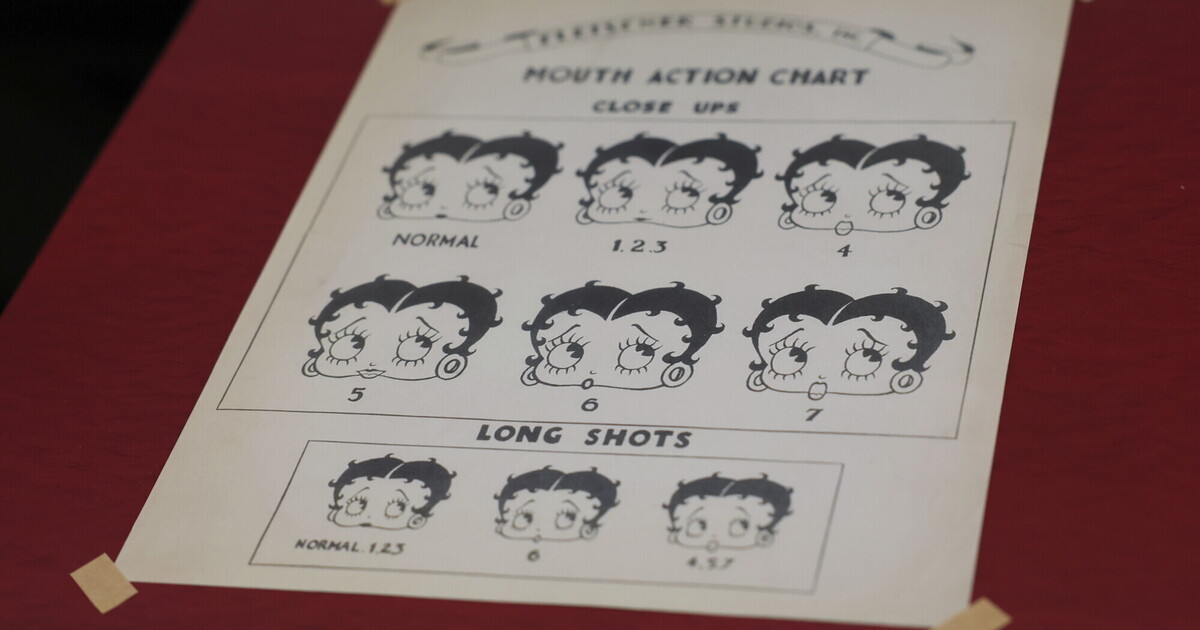 FLEISCHER STUDIOS, INC
MOUTH ACTION CHART
CLOSE UPS
NORMAL
1.2.3
4
5
6
7
LONG SHOTS
NORMAL.1.2.3
6
4.5.7